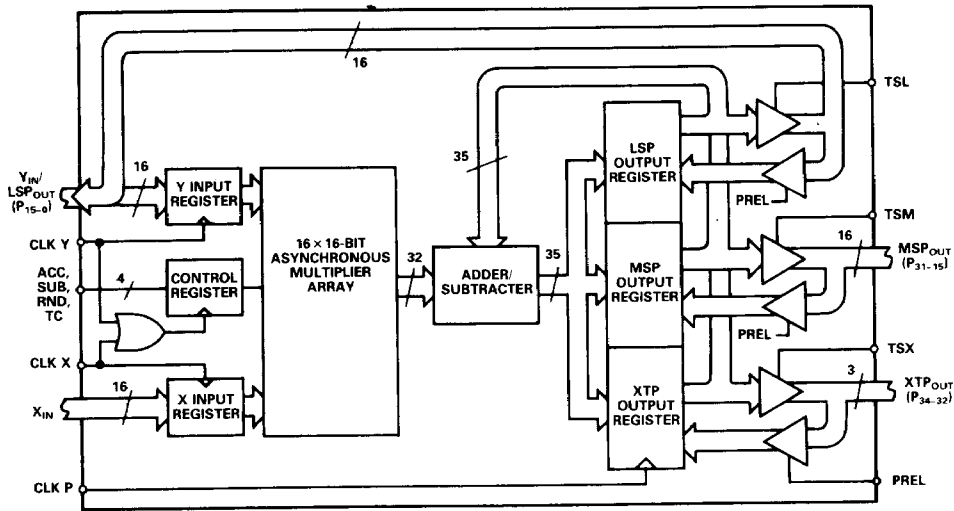 16
TSL
35
LSP
OUTPUT
REGISTER
Y_IN/
LSP_OUT
(P_15-0)
16
Y INPUT
REGISTER
PREL
TSM
CLK Y
16 × 16-BIT
ASYNCHRONOUS
MULTIPLIER
ARRAY
32
ADDER/
SUBTRACTER
35
MSP
OUTPUT
REGISTER
16
MSP_OUT
(P_31-15)
ACC,
SUB,
RND,
TC
4
CONTROL
REGISTER
PREL
TSX
CLK X
X_IN
16
X INPUT
REGISTER
XTP
OUTPUT
REGISTER
3
XTP_OUT
(P_34-32)
CLK P
PREL